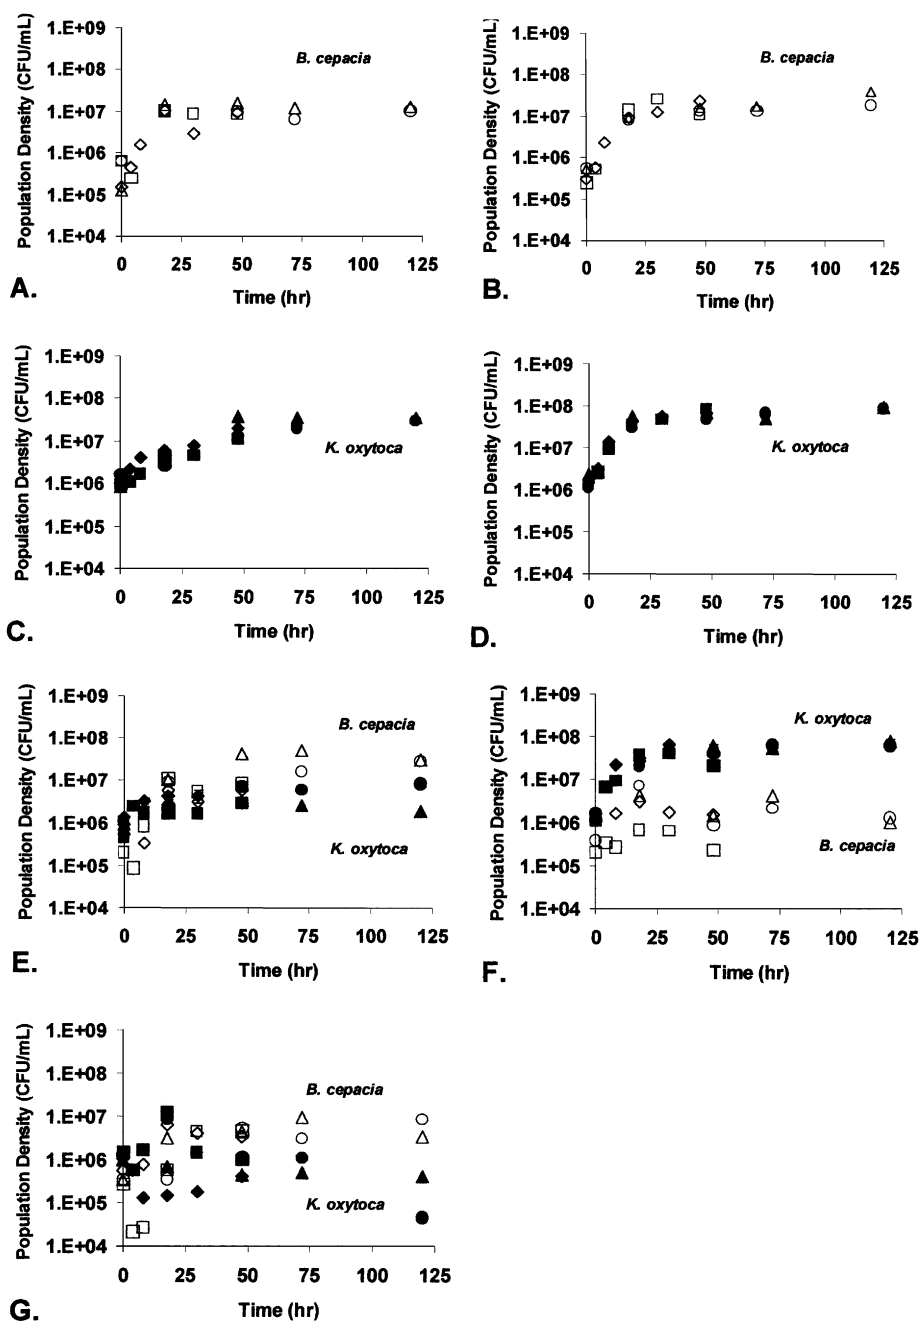 Population Density (CFU/mL)
1.E+09
1.E+08
1.E+07
1.E+06
1.E+05
1.E+04
B. cepacia
0 25 50 75 100 125
Time (hr)
A.
Population Density (CFU/mL)
1.E+09
1.E+08
1.E+07
1.E+06
1.E+05
1.E+04
B. cepacia
0 25 50 75 100 125
Time (hr)
B.
Population Density (CFU/mL)
1.E+09
1.E+08
1.E+07
1.E+06
1.E+05
1.E+04
K. oxytoca
0 25 50 75 100 125
Time (hr)
C.
Population Density (CFU/mL)
1.E+09
1.E+08
1.E+07
1.E+06
1.E+05
1.E+04
K. oxytoca
0 25 50 75 100 125
Time (hr)
D.
Population Density (CFU/mL)
1.E+09
1.E+08
1.E+07
1.E+06
1.E+05
1.E+04
B. cepacia
K. oxytoca
0 25 50 75 100 125
Time (hr)
E.
Population Density (CFU/mL)
1.E+09
1.E+08
1.E+07
1.E+06
1.E+05
1.E+04
K. oxytoca
B. cepacia
0 25 50 75 100 125
Time (hr)
F.
Population Density (CFU/mL)
1.E+09
1.E+08
1.E+07
1.E+06
1.E+05
1.E+04
B. cepacia
K. oxytoca
0 25 50 75 100 125
Time (hr)
G.